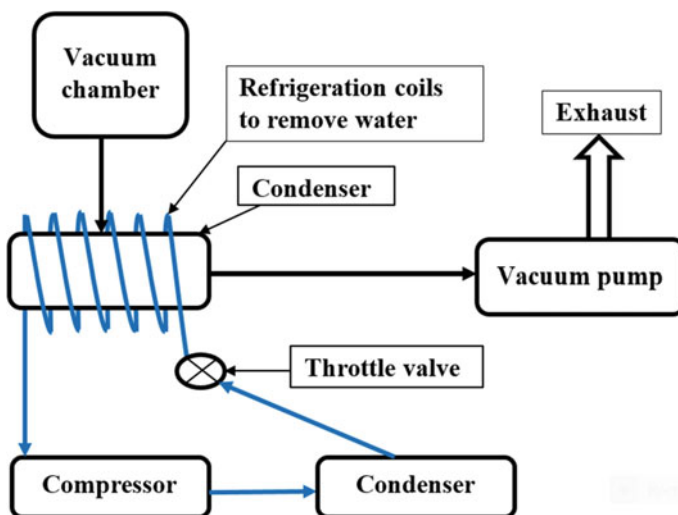 Vacuum
chamber
Refrigeration coils
to remove water
Exhaust
Condenser
Vacuum pump
Throttle valve
Compressor
Condenser